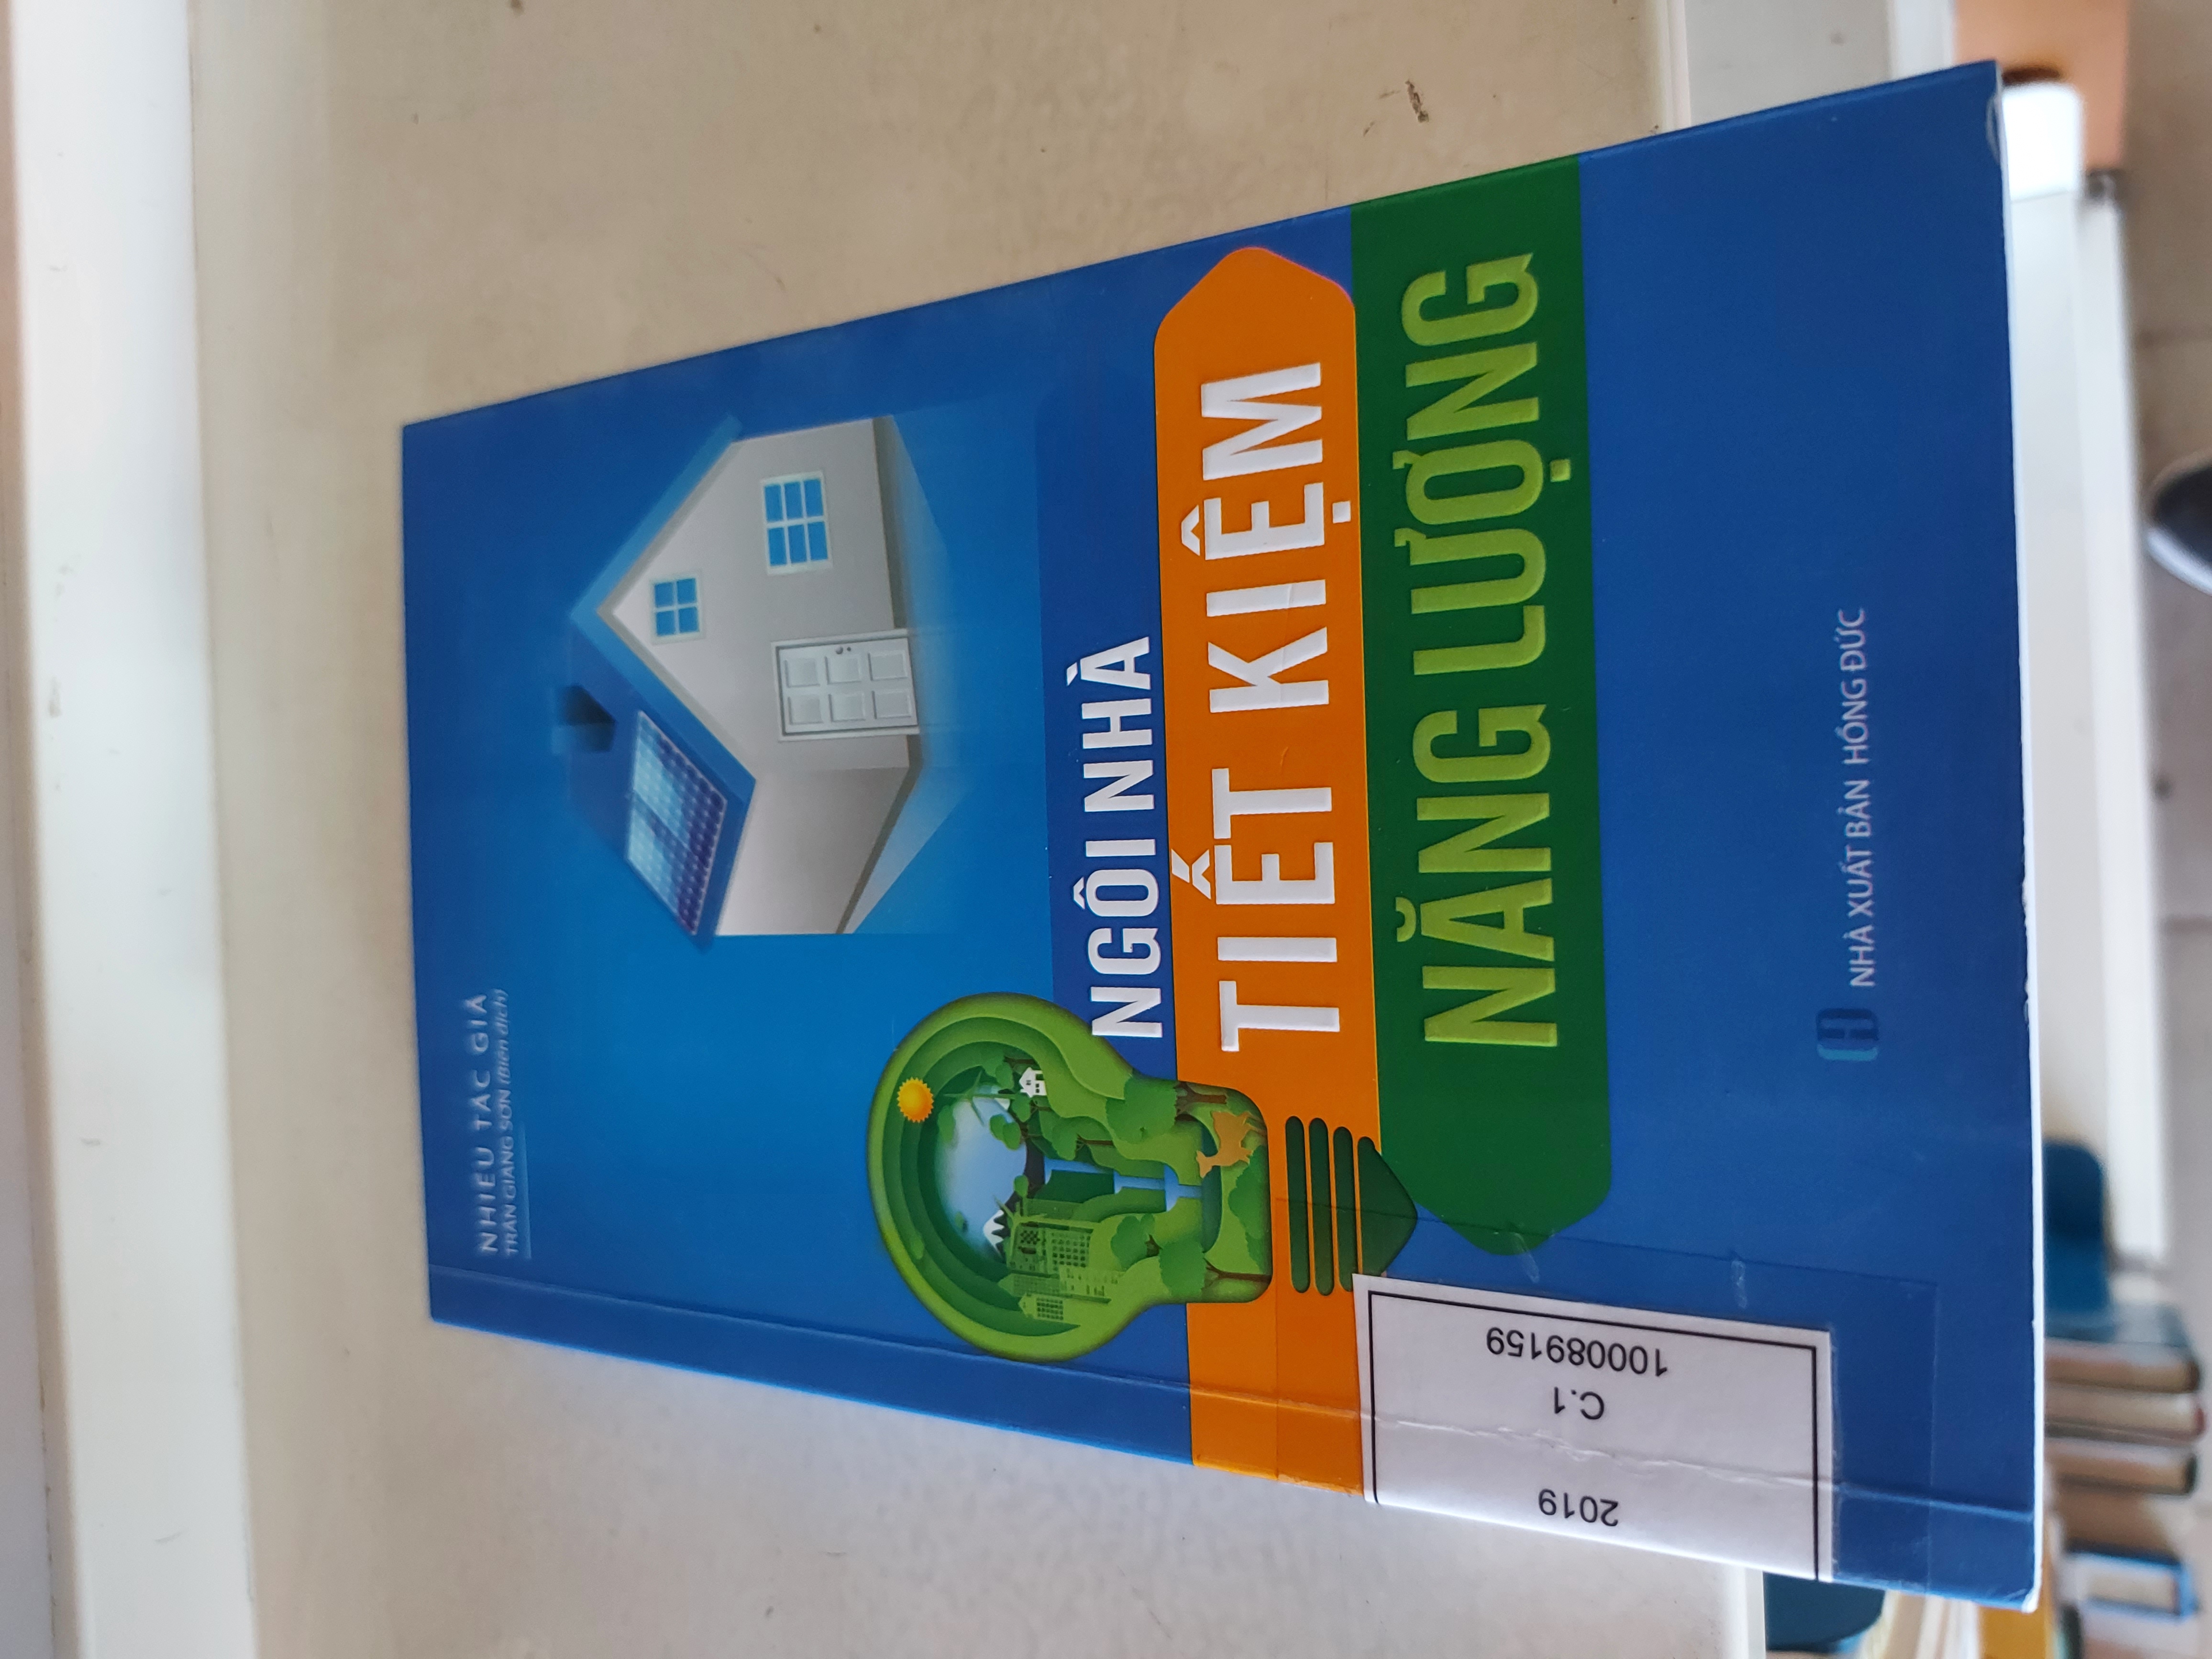 NHIỀU TÁC GIẢ
TRẦN GIANG SƠN (Biên dịch)
NGÔI NHÀ
TIẾT KIỆM
NĂNG LƯỢNG
2019
C.1
100089159
NHÀ XUẤT BẢN HỒNG ĐỨC